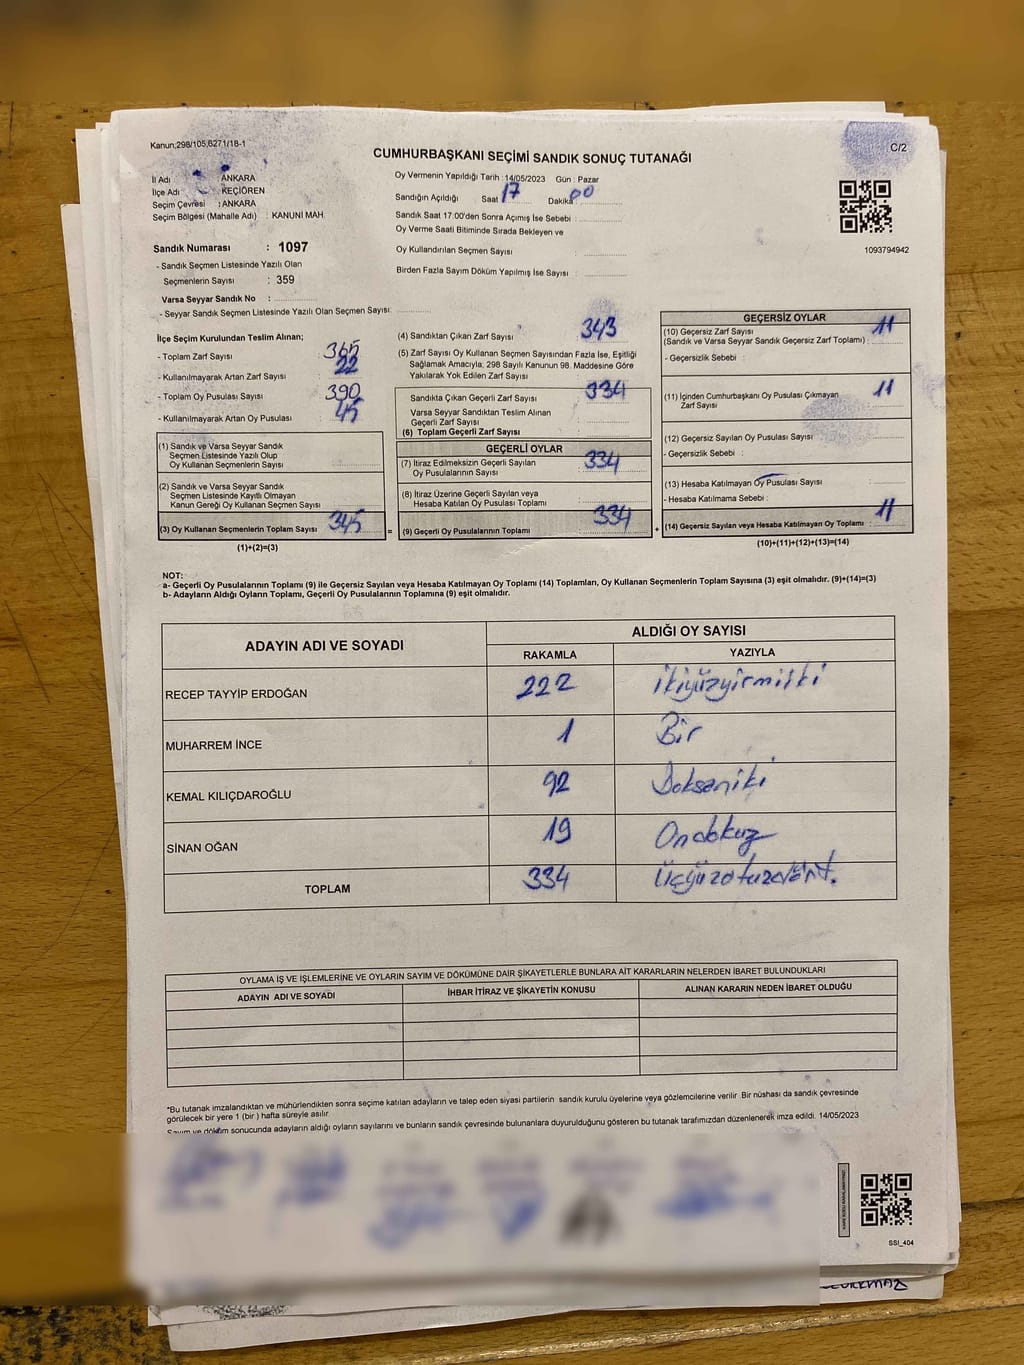 Kanun;298/105,6271/18-1
C/2
CUMHURBAŞKANI SEÇİMİ SANDIK SONUÇ TUTANAĞI
İl Adı : ANKARA
İlçe Adı : KEÇİÖREN
Seçim Çevresi : ANKARA
Seçim Bölgesi (Mahalle Adı) : KANUNİ MAH.
Sandık Numarası : 1097
- Sandık Seçmen Listesinde Yazılı Olan
Seçmenlerin Sayısı : 359
Varsa Seyyar Sandık No :
- Seyyar Sandık Seçmen Listesinde Yazılı Olan Seçmen Sayısı:
Oy Vermenin Yapıldığı Tarih : 14/05/2023 Gün : Pazar
Sandığın Açıldığı Saat 17 Dakika 00
Sandık Saat 17:00'den Sonra Açımış İse Sebebi :
Oy Verme Saati Bitiminde Sırada Bekleyen ve
Oy Kullandırılan Seçmen Sayısı :
Birden Fazla Sayım Döküm Yapılmış İse Sayısı :
1093794942
İlçe Seçim Kurulundan Teslim Alınan;
- Toplam Zarf Sayısı : 365
- Kullanılmayarak Artan Zarf Sayısı : 22
- Toplam Oy Pusulası Sayısı : 390
- Kullanılmayarak Artan Oy Pusulası : 45
(1) Sandık ve Varsa Seyyar Sandık
Seçmen Listesinde Yazılı Olup
Oy Kullanan Seçmenlerin Sayısı
(2) Sandık ve Varsa Seyyar Sandık
Seçmen Listesinde Kayıtlı Olmayan
Kanun Gereği Oy Kullanan Seçmen Sayısı
(3) Oy Kullanan Seçmenlerin Toplam Sayısı : 345
(1)+(2)=(3)
(4) Sandıktan Çıkan Zarf Sayısı : 343
(5) Zarf Sayısı Oy Kullanan Seçmen Sayısından Fazla İse, Eşitliği
Sağlamak Amacıyla; 298 Sayılı Kanunun 98. Maddesine Göre
Yakılarak Yok Edilen Zarf Sayısı :
Sandıkta Çıkan Geçerli Zarf Sayısı : 334
Varsa Seyyar Sandıktan Teslim Alınan
Geçerli Zarf Sayısı :
(6) Toplam Geçerli Zarf Sayısı :
GEÇERLİ OYLAR
(7) İtiraz Edilmeksizin Geçerli Sayılan
Oy Pusulalarının Sayısı : 334
(8) İtiraz Üzerine Geçerli Sayılan veya
Hesaba Katılan Oy Pusulası Toplamı :
(9) Geçerli Oy Pusulalarının Toplamı : 334
GEÇERSİZ OYLAR
(10) Geçersiz Zarf Sayısı
(Sandık ve Varsa Seyyar Sandık Geçersiz Zarf Toplamı) : 11
- Geçersizlik Sebebi :
(11) İçinden Cumhurbaşkanı Oy Pusulası Çıkmayan
Zarf Sayısı : 11
(12) Geçersiz Sayılan Oy Pusulası Sayısı :
- Geçersizlik Sebebi :
(13) Hesaba Katılmayan Oy Pusulası Sayısı :
- Hesaba Katılmama Sebebi :
(14) Geçersiz Sayılan veya Hesaba Katılmayan Oy Toplamı : 11
(10)+(11)+(12)+(13)=(14)
NOT:
a- Geçerli Oy Pusulalarının Toplamı (9) ile Geçersiz Sayılan veya Hesaba Katılmayan Oy Toplamı (14) Toplamları, Oy Kullanan Seçmenlerin Toplam Sayısına (3) eşit olmalıdır. (9)+(14)=(3)
b- Adayların Aldığı Oyların Toplamı, Geçerli Oy Pusulalarının Toplamına (9) eşit olmalıdır.
ADAYIN ADI VE SOYADI ALDIĞI OY SAYISI
RAKAMLA YAZIYLA
RECEP TAYYİP ERDOĞAN 222 ikiyüzyirmiiki
MUHARREM İNCE 1 Bir
KEMAL KILIÇDAROĞLU 92 Doksaniki
SİNAN OĞAN 19 Ondokuz
TOPLAM 334 Üçyüzotuzdört.
OYLAMA İŞ VE İŞLEMLERİNE VE OYLARIN SAYIM VE DÖKÜMÜNE DAİR ŞİKAYETLERLE BUNLARA AİT KARARLARIN NELERDEN İBARET BULUNDUKLARI
ADAYIN ADI VE SOYADI İHBAR İTİRAZ VE ŞİKAYETİN KONUSU ALINAN KARARIN NEDEN İBARET OLDUĞU
*Bu tutanak imzalandıktan ve mühürlendikten sonra seçime katılan adayların ve talep eden siyasi partilerin sandık kurulu üyelerine veya gözlemcilerine verilir. Bir nüshası da sandık çevresinde
görülecek bir yere 1 (bir ) hafta süreyle asılır.
Sayım ve döküm sonucunda adayların aldığı oyların sayılarını ve bunların sandık çevresinde bulunanlara duyurulduğunu gösteren bu tutanak tarafımızdan düzenlenerek imza edildi. 14/05/2023
SSI_404